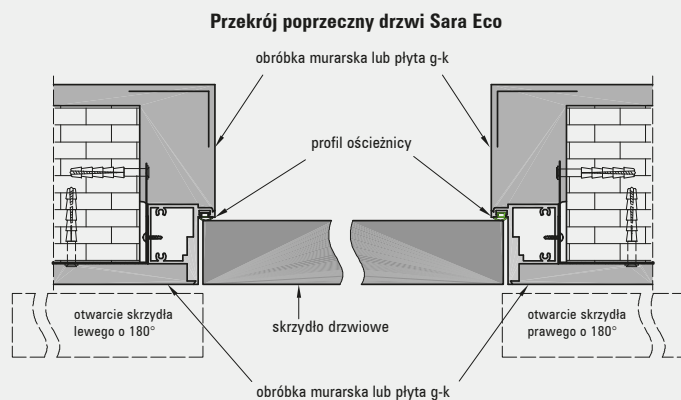 Przekrój poprzeczny drzwi Sara Eco
obróbka murarska lub płyta g-k
profil ościeżnicy
otwarcie skrzydła
lewego o 180°
skrzydło drzwiowe
otwarcie skrzydła
prawego o 180°
obróbka murarska lub płyta g-k